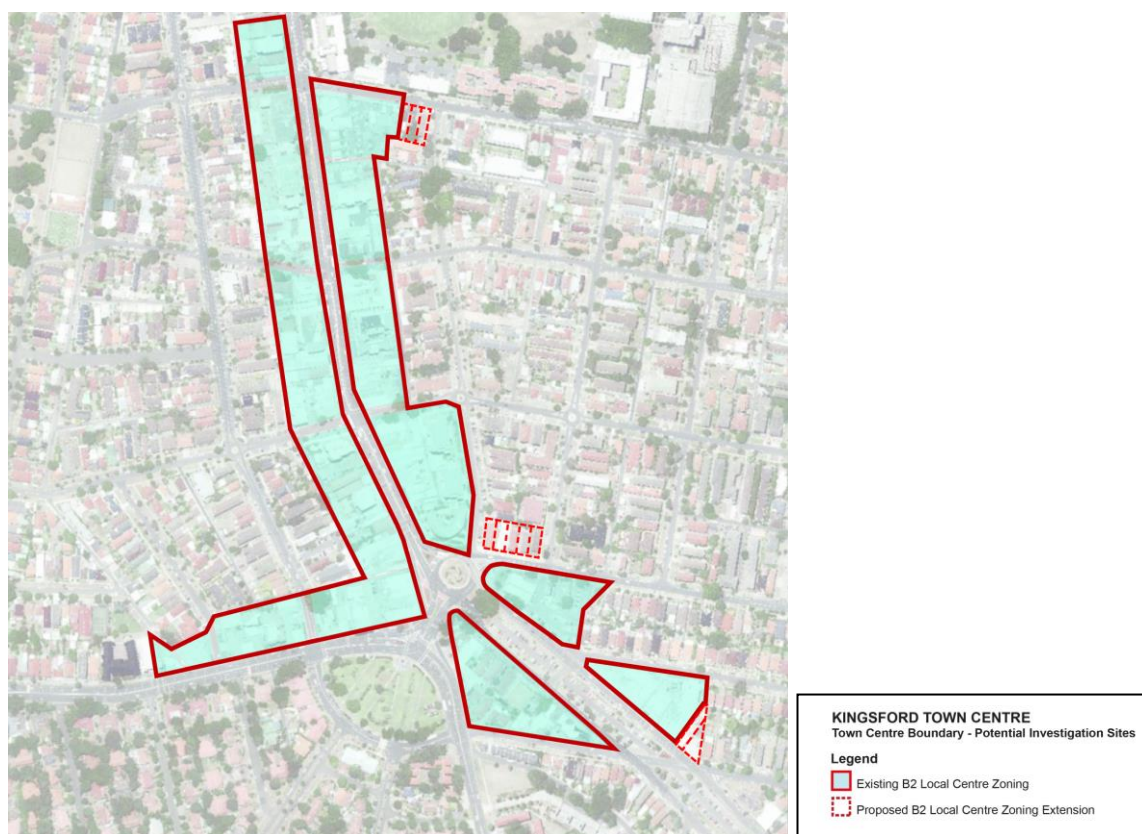 KINGSFORD TOWN CENTRE
Town Centre Boundary - Potential Investigation Sites
Legend
Existing B2 Local Centre Zoning
Proposed B2 Local Centre Zoning Extension